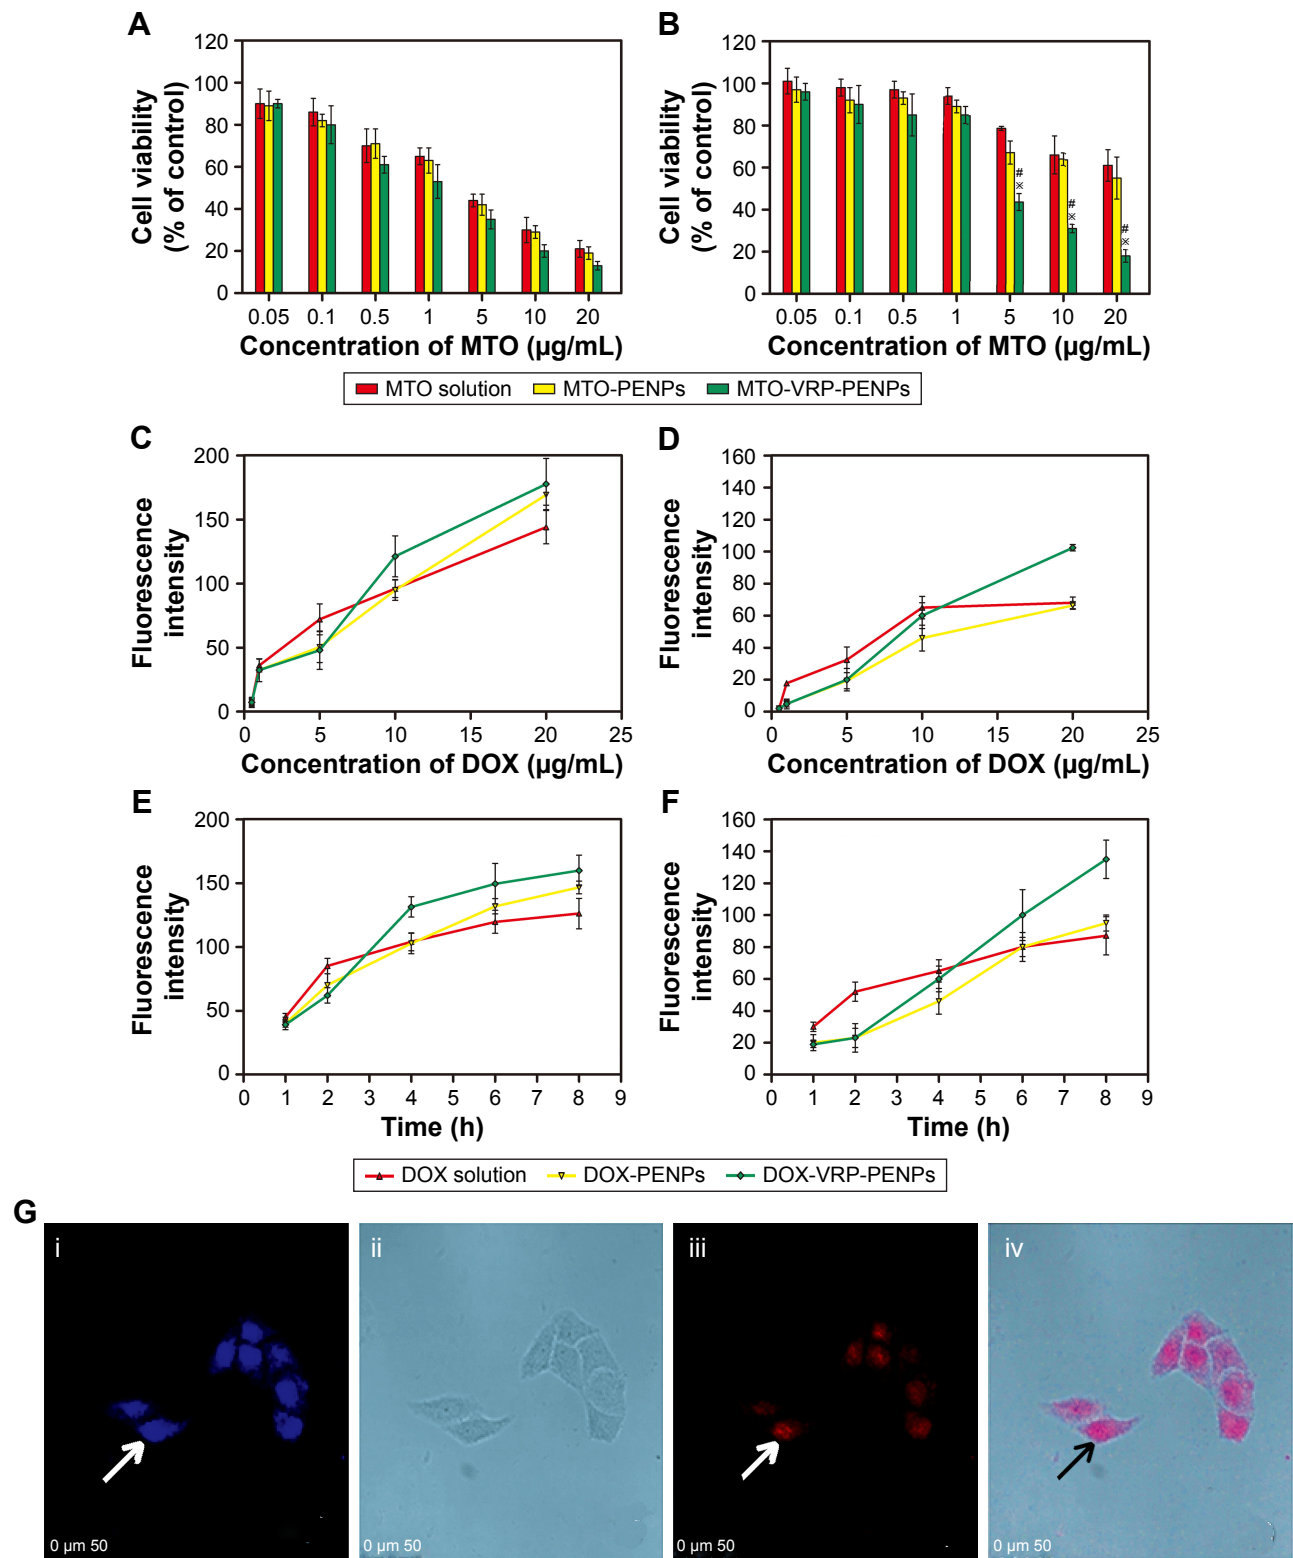 A
B
120
100
80
60
40
20
0
Cell viability
(% of control)
0.05 0.1 0.5 1 5 10 20
Concentration of MTO (µg/mL)
120
100
80
60
40
20
0
Cell viability
(% of control)
#
※
#
※
#
※
0.05 0.1 0.5 1 5 10 20
Concentration of MTO (µg/mL)
MTO solution MTO-PENPs MTO-VRP-PENPs
C
D
200
150
100
50
0
Fluorescence
intensity
0 5 10 15 20 25
Concentration of DOX (µg/mL)
160
140
120
100
80
60
40
20
0
Fluorescence
intensity
0 5 10 15 20 25
Concentration of DOX (µg/mL)
E
F
200
150
100
50
0
Fluorescence
intensity
0 1 2 3 4 5 6 7 8 9
Time (h)
160
140
120
100
80
60
40
20
0
Fluorescence
intensity
0 1 2 3 4 5 6 7 8 9
Time (h)
DOX solution DOX-PENPs DOX-VRP-PENPs
G
i
ii
iii
iv
0 µm 50
0 µm 50
0 µm 50
0 µm 50